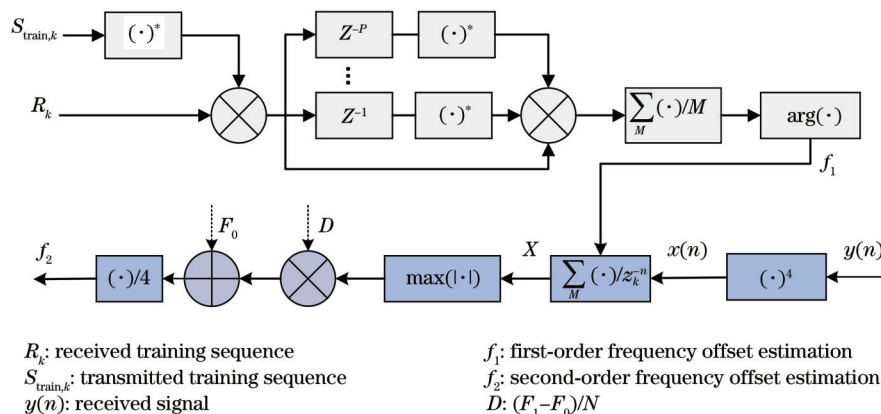 S_train,k
(·)*
Z^-P
(·)*
⋮
R_k
Z^-1
(·)*
∑_M (·)/M
arg(·)
f_1
f_2
(·)/4
F_0
D
max(|·|)
X
∑_M (·)/z_k^-n
x(n)
(·)^4
y(n)
R_k: received training sequence
S_train,k: transmitted training sequence
y(n): received signal
f_1: first-order frequency offset estimation
f_2: second-order frequency offset estimation
D: (F_1–F_0)/N